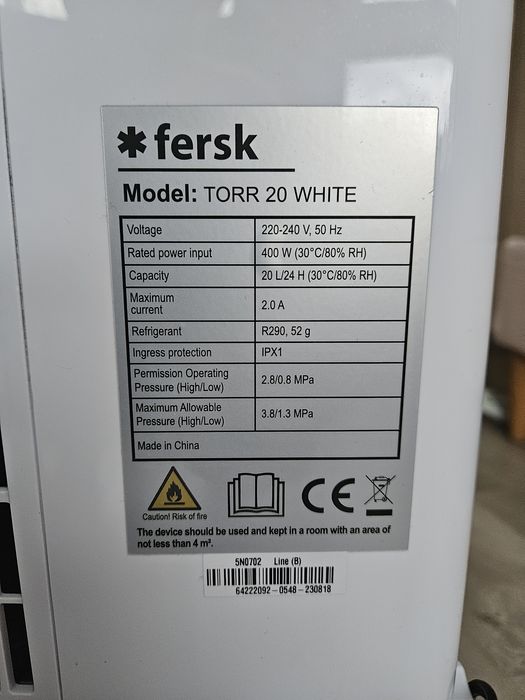 ✱fersk
Model: TORR 20 WHITE
Voltage 220-240 V, 50 Hz
Rated power input 400 W (30°C/80% RH)
Capacity 20 L/24 H (30°C/80% RH)
Maximum
current 2.0 A
Refrigerant R290, 52 g
Ingress protection IPX1
Permission Operating
Pressure (High/Low) 2.8/0.8 MPa
Maximum Allowable
Pressure (High/Low) 3.8/1.3 MPa
Made in China
CE
Caution! Risk of fire
The device should be used and kept in a room with an area of
not less than 4 m².
5N0702 Line (B)
64222092-0548-230818